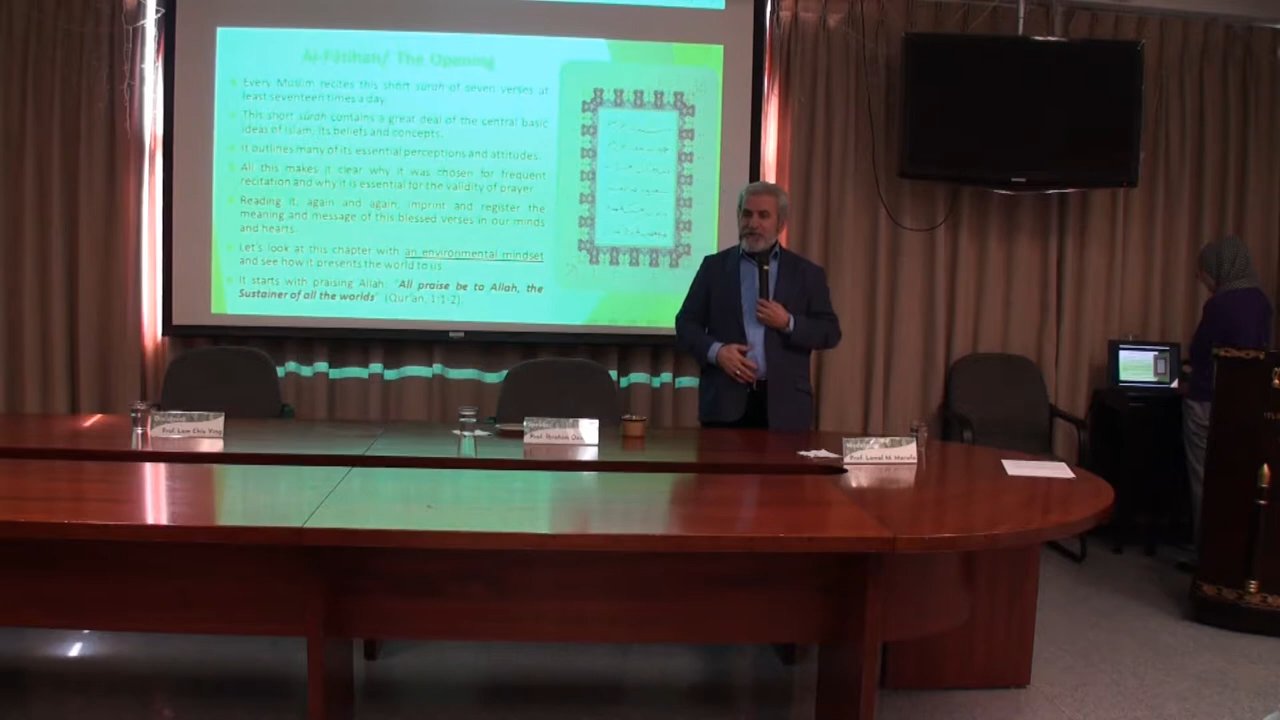 Al-Fātihah/ The Opening
Every Muslim recites this short surah of seven verses at
least seventeen times a day.
This short sūrah contains a great deal of the central basic
ideas of Islam, its beliefs and concepts.
It outlines many of its essential perceptions and attitudes.
All this makes it clear why it was chosen for frequent
recitation and why it is essential for the validity of prayer
Reading it, again and again, imprint and register the
meaning and message of this blessed verses in our minds
and hearts.
Let's look at this chapter with an environmental mindset
and see how it presents the world to us
It starts with praising Allah: "All praise be to Allah, the
Sustainer of all the worlds" (Qur'an, 1:1-2).
Prof. Lam Chiu Ying
Prof. Ibrahim
Prof.